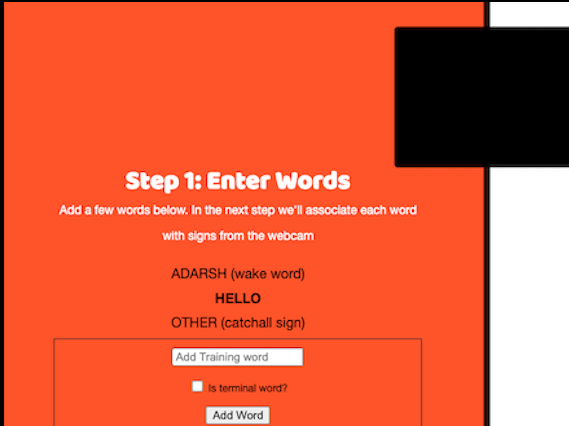 Step 1: Enter Words
Add a few words below. In the next step we'll associate each word
with signs from the webcam
ADARSH (wake word)
HELLO
OTHER (catchall sign)
Add Training word
Is terminal word?
Add Word